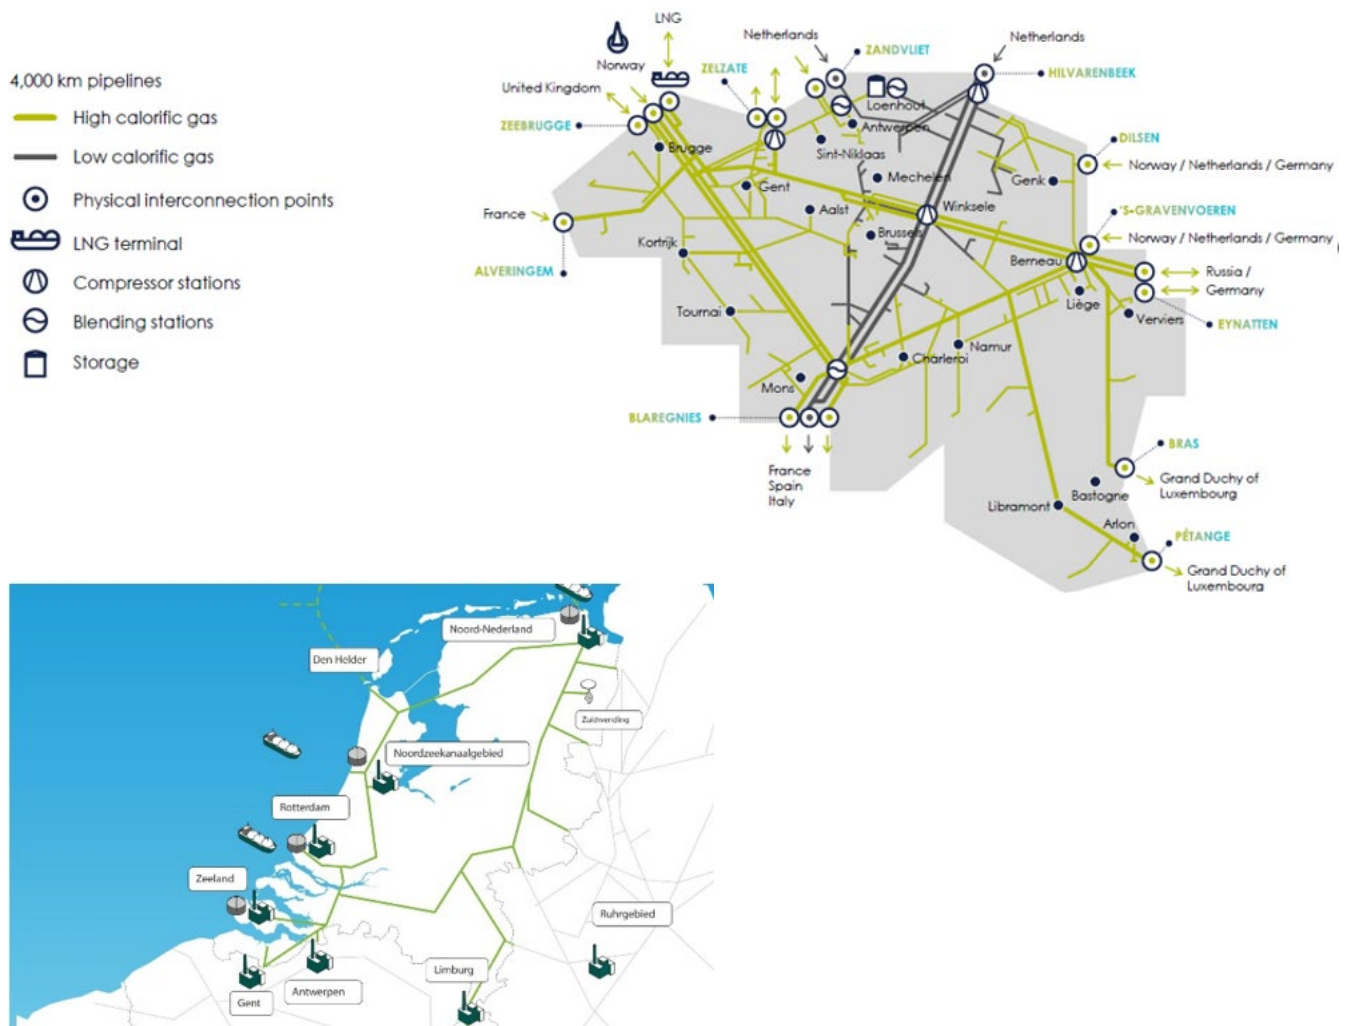 4,000 km pipelines
High calorific gas
Low calorific gas
Physical interconnection points
LNG terminal
Compressor stations
Blending stations
Storage
LNG
Norway
United Kingdom
ZEEBRUGGE
ZELZATE
Netherlands
ZANDVLIET
Netherlands
HILVARENBEEK
Loenhout
Antwerpen
Sint-Niklaas
Brugge
DILSEN
Norway / Netherlands / Germany
Mechelen
Genk
Gent
France
Aalst
Winksele
'S-GRAVENVOEREN
Norway / Netherlands / Germany
Kortrijk
Brussels
Berneau
ALVERINGEM
Russia /
Germany
Liège
Tournai
Verviers
EYNATTEN
Namur
Charleroi
Mons
BLAREGNIES
France
Spain
Italy
BRAS
Grand Duchy of
Luxembourg
Bastogne
Libramont
Arlon
PÉTANGE
Grand Duchy of
Luxembourg
Noord-Nederland
Den Helder
Zuidwending
Noordzeekanaalgebied
Rotterdam
Zeeland
Ruhrgebied
Limburg
Antwerpen
Gent